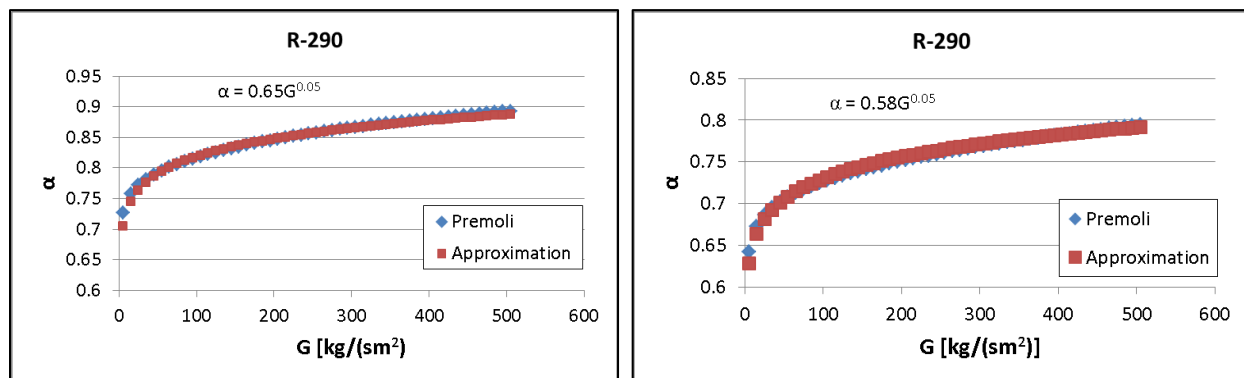 R-290
α = 0.65G^0.05
0.95
0.9
0.85
0.8
0.75
0.7
0.65
0.6
α
Premoli
Approximation
0 100 200 300 400 500 600
G [kg/(sm²)
R-290
α = 0.58G^0.05
0.85
0.8
0.75
0.7
0.65
0.6
α
Premoli
Approximation
0 100 200 300 400 500 600
G [kg/(sm²)]